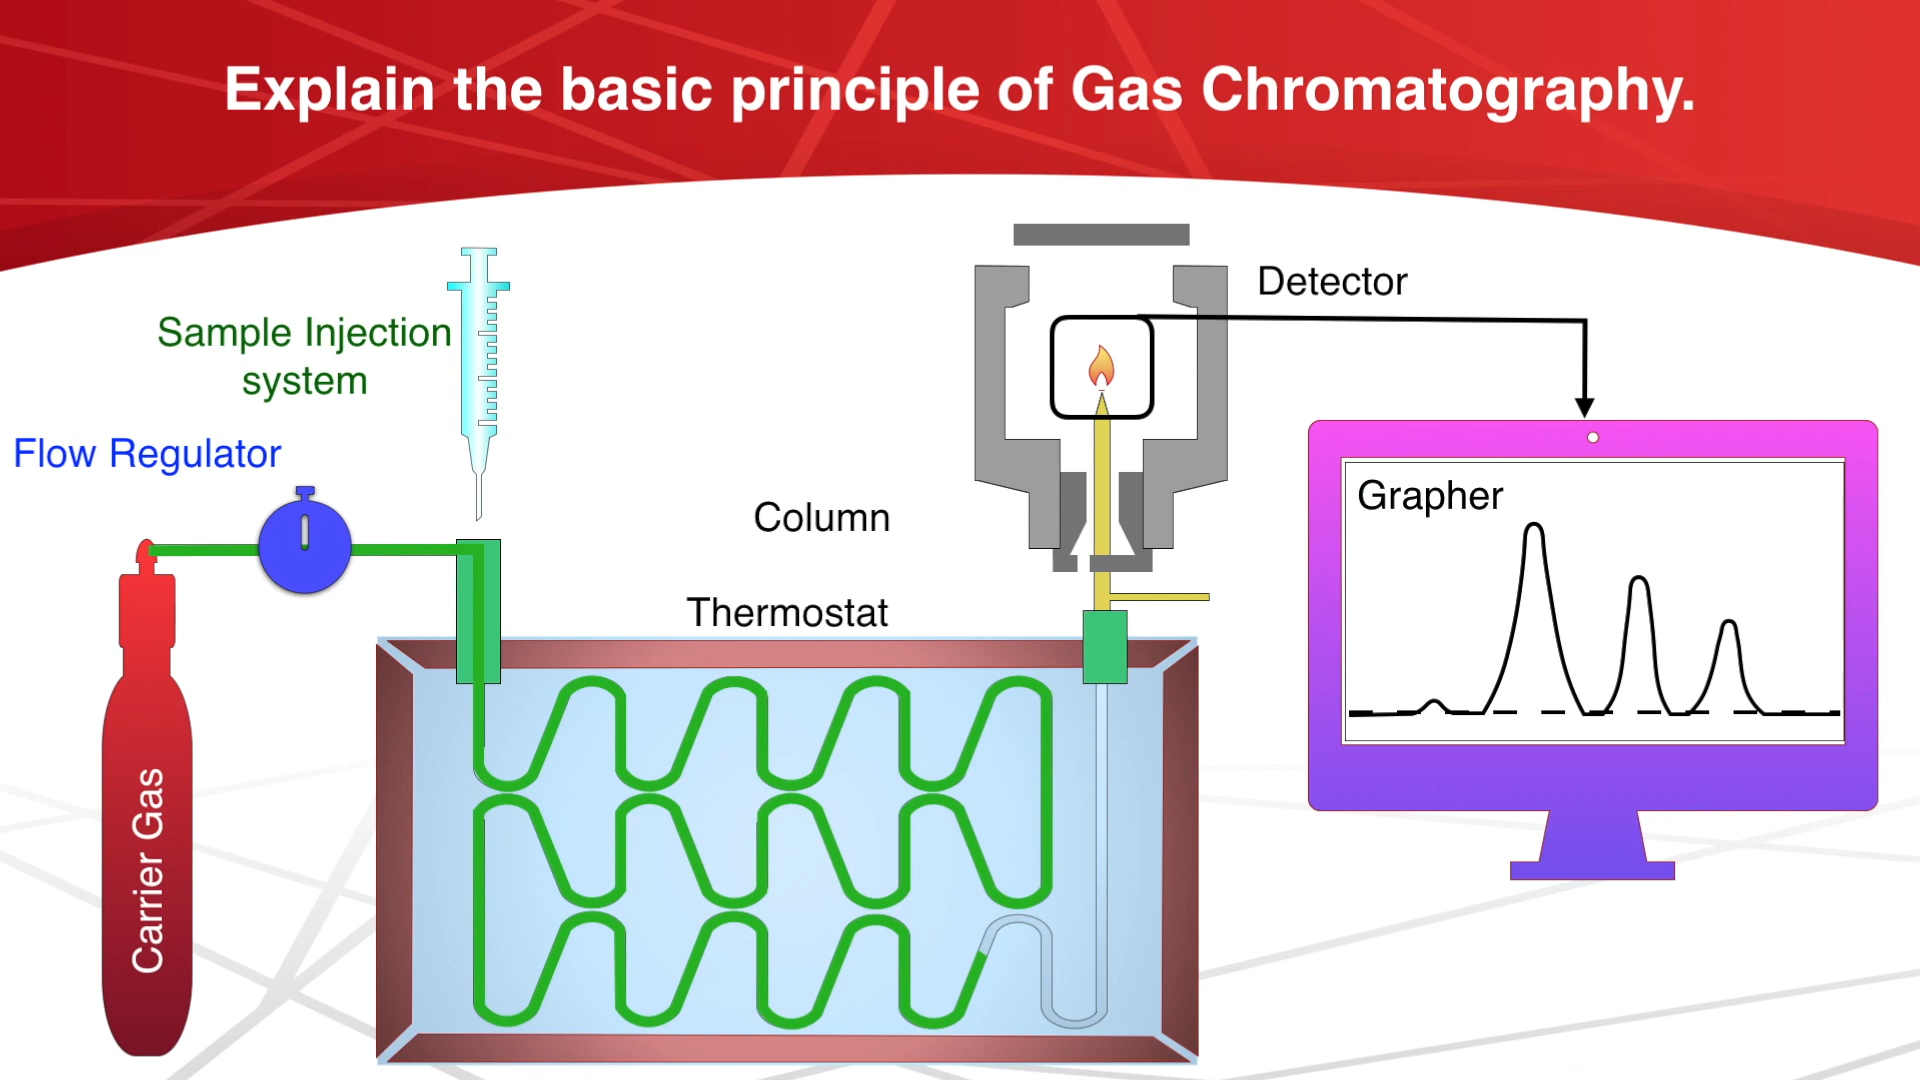 Explain the basic principle of Gas Chromatography.
Sample Injection
system
Flow Regulator
Carrier Gas
Column
Thermostat
Detector
Grapher